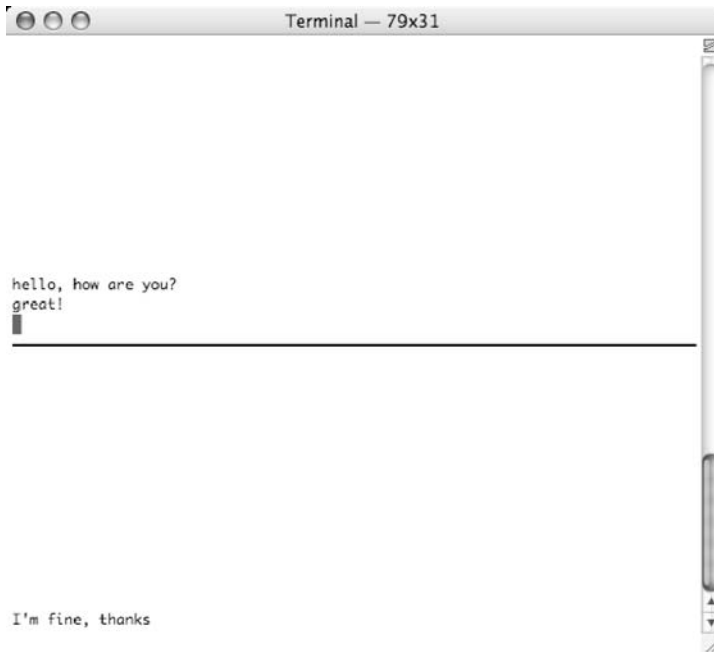 Terminal — 79x31
hello, how are you?
great!
I'm fine, thanks